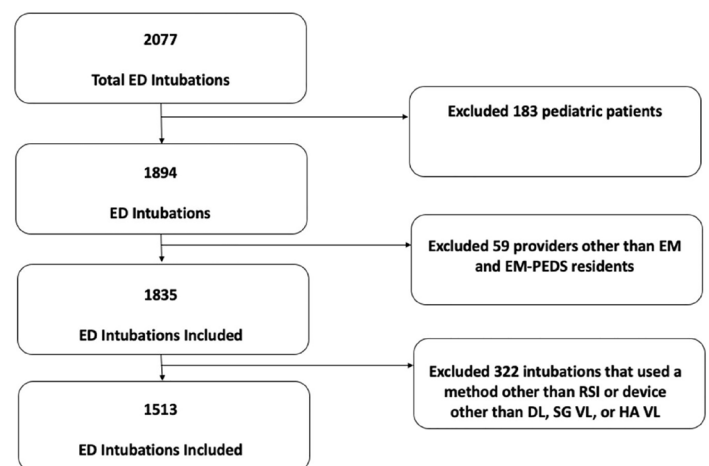 2077
Total ED Intubations
Excluded 183 pediatric patients
1894
ED Intubations
Excluded 59 providers other than EM
and EM-PEDS residents
1835
ED Intubations Included
Excluded 322 intubations that used a
method other than RSI or device
other than DL, SG VL, or HA VL
1513
ED Intubations Included